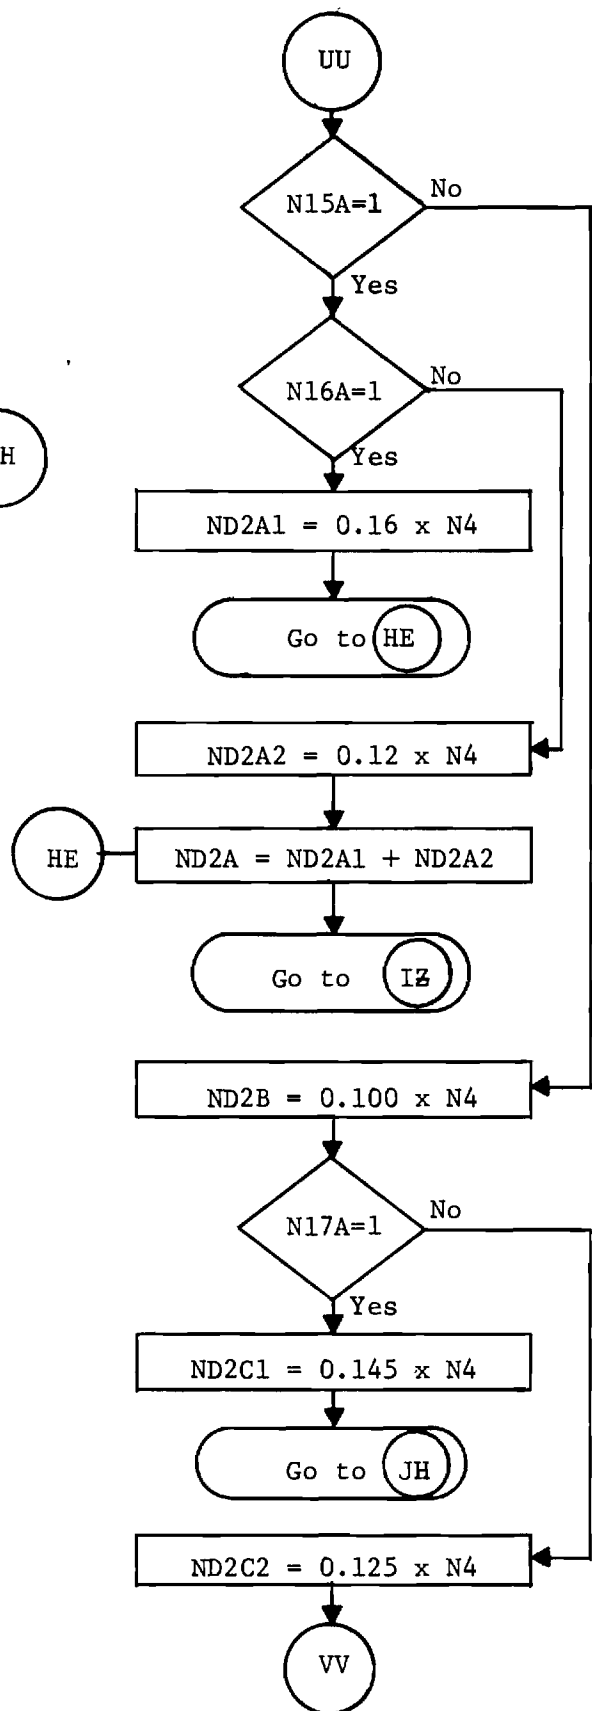 UU
N15A=1
No
Yes
N16A=1
No
H
Yes
ND2A1 = 0.16 x N4
Go to HE
ND2A2 = 0.12 x N4
HE
ND2A = ND2A1 + ND2A2
Go to IZ
ND2B = 0.100 x N4
N17A=1
No
Yes
ND2C1 = 0.145 x N4
Go to JH
ND2C2 = 0.125 x N4
VV